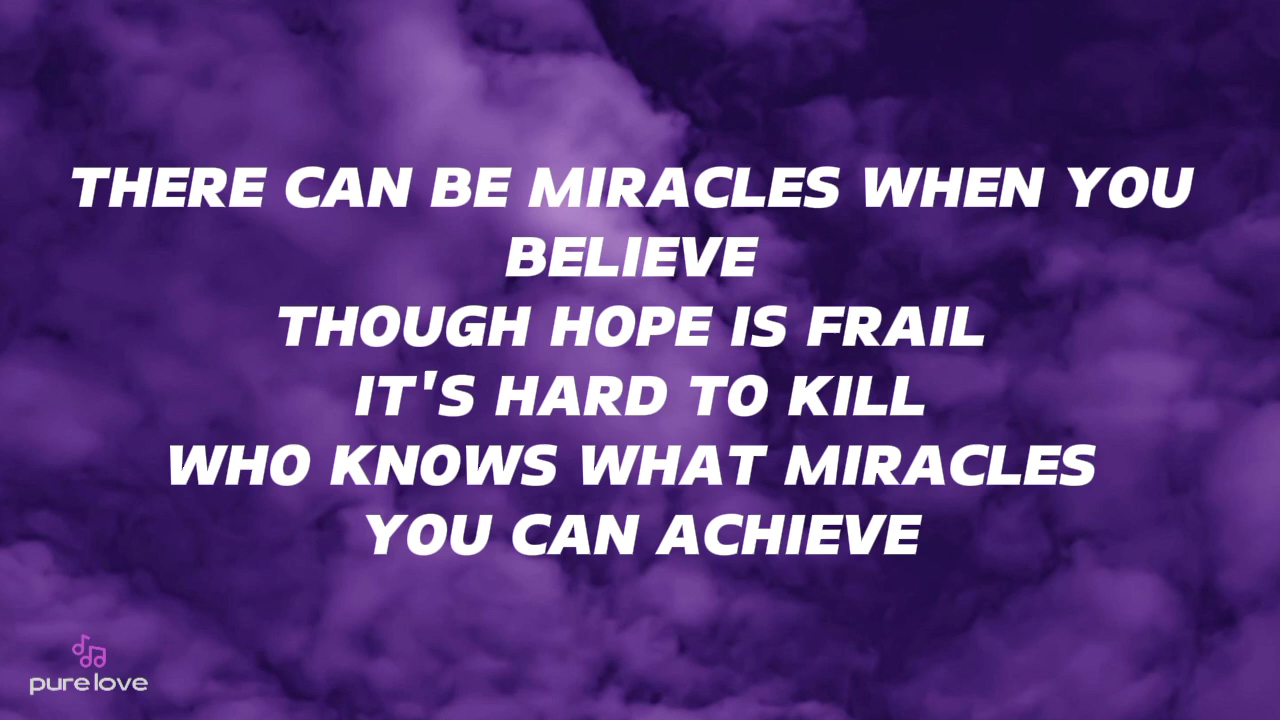 THERE CAN BE MIRACLES WHEN YOU
BELIEVE
THOUGH HOPE IS FRAIL
IT'S HARD TO KILL
WHO KNOWS WHAT MIRACLES
YOU CAN ACHIEVE
pure love